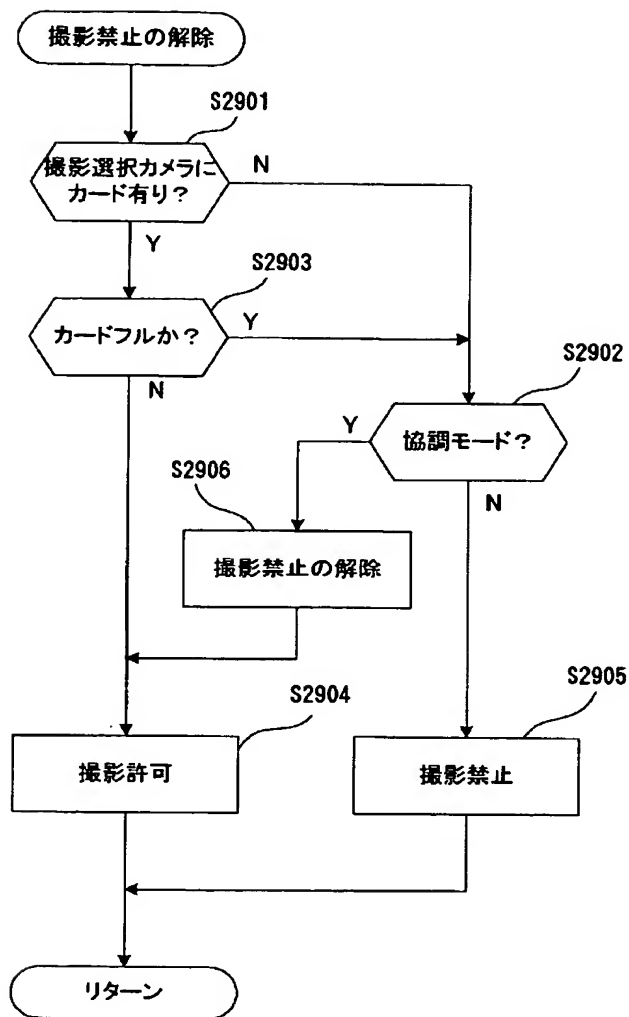 撮影禁止の解除
S2901
撮影選択カメラに
カード有り？
N
Y
S2903
カードフルか？
Y
N
S2902
協調モード？
Y
N
S2906
撮影禁止の解除
S2904
撮影許可
S2905
撮影禁止
リターン